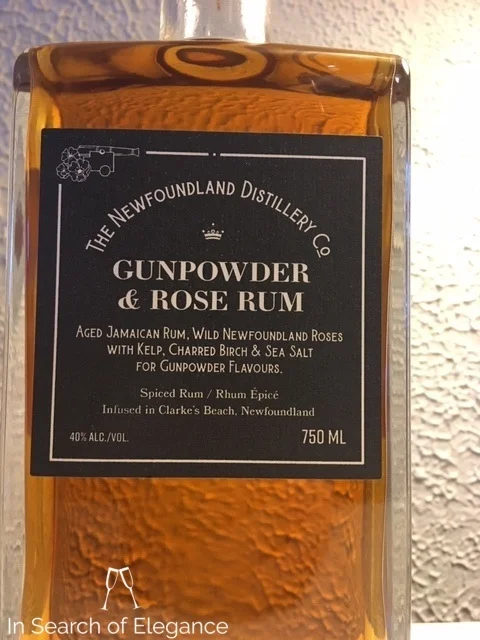 The Newfoundland Distillery Co
GUNPOWDER
& ROSE RUM
Aged Jamaican Rum, Wild Newfoundland Roses
with Kelp, Charred Birch & Sea Salt
for Gunpowder Flavours.
Spiced Rum / Rhum Épicé
Infused in Clarke's Beach, Newfoundland
40% ALC./VOL.
750 ML
In Search of Elegance